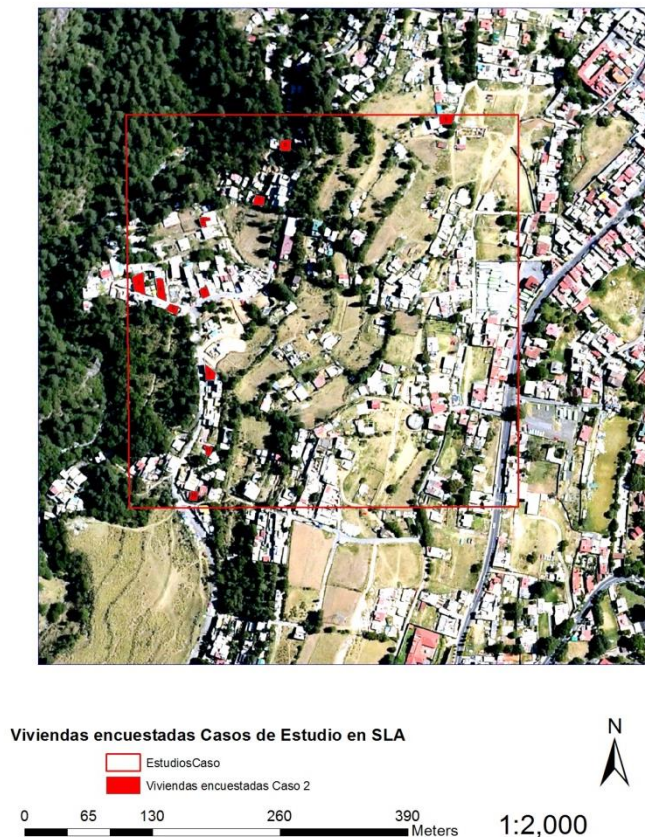 Viviendas encuestadas Casos de Estudio en SLA
N
EstudiosCaso
Viviendas encuestadas Caso 2
0 65 130 260 390
Meters
1:2,000